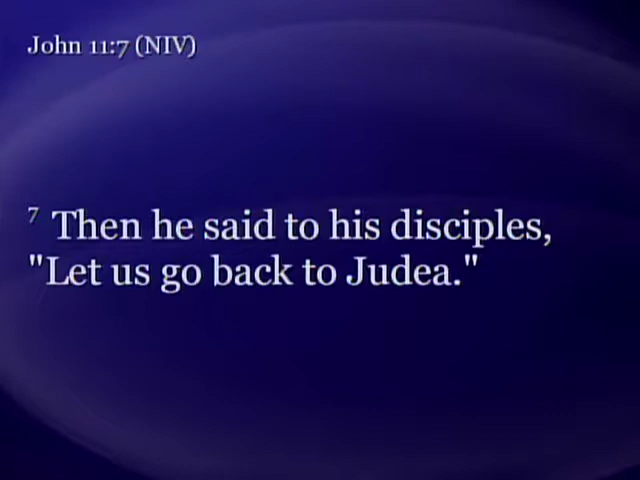 John 11:7 (NIV)
7 Then he said to his disciples,
"Let us go back to Judea."